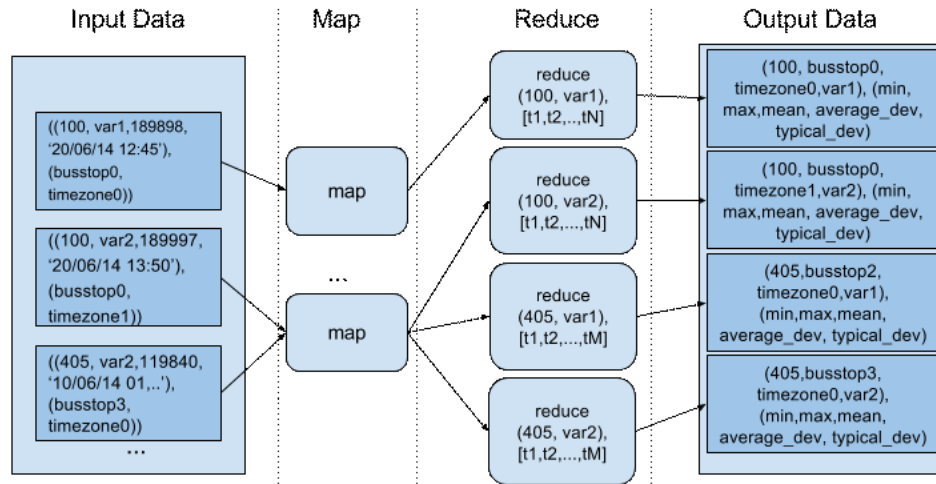 Input Data
Map
Reduce
Output Data
((100, var1,189898,
‘20/06/14 12:45’),
(busstop0,
timezone0))
((100, var2,189997,
‘20/06/14 13:50’),
(busstop0,
timezone1))
((405, var2,119840,
‘10/06/14 01,..’),
(busstop3,
timezone0))
...
map
...
map
reduce
(100, var1),
[t1,t2,..,tN]
reduce
(100, var2),
[t1,t2,...,tN]
reduce
(405, var1),
[t1,t2,...,tM]
reduce
(405, var2),
[t1,t2,...,tM]
(100, busstop0,
timezone0,var1), (min,
max,mean, average_dev,
typical_dev)
(100, busstop0,
timezone1,var2), (min,
max,mean, average_dev,
typical_dev)
(405,busstop2,
timezone0,var1),
(min,max,mean,
average_dev, typical_dev)
(405,busstop3,
timezone0,var2),
(min,max,mean,
average_dev, typical_dev)